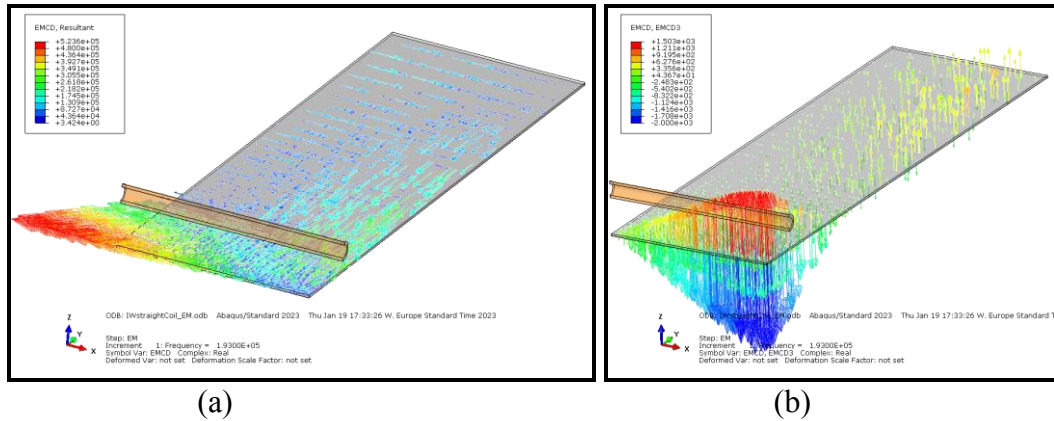 EMCD, Resultant
+5.236e+05
+4.800e+05
+4.364e+05
+3.927e+05
+3.491e+05
+3.055e+05
+2.618e+05
+2.182e+05
+1.745e+05
+1.309e+05
+8.727e+04
+4.364e+04
+3.424e+00
Z
Y
X
ODB: IWstraightCoil_EM.odb Abaqus/Standard 2023 Thu Jan 19 17:33:26 W. Europe Standard Time 2023
Step: EM
Increment 1: Frequency = 1.9300E+05
Symbol Var: EMCD Complex: Real
Deformed Var: not set Deformation Scale Factor: not set
(a)
EMCD, EMCD3
+1.503e+03
+1.211e+03
+9.195e+02
+6.276e+02
+3.356e+02
+4.367e+01
-2.483e+02
-5.402e+02
-8.322e+02
-1.124e+03
-1.416e+03
-1.708e+03
-2.000e+03
Z
Y
X
ODB: Abaqus/Standard 2023 Thu Jan 19 17:33:26 W. Europe Standard T
Step: EM
Increment Frequency = 1.9300E+05
Symbol Var: EMCD, EMCD3 Complex: Real
Deformed Var: not set Deformation Scale Factor: not set
(b)